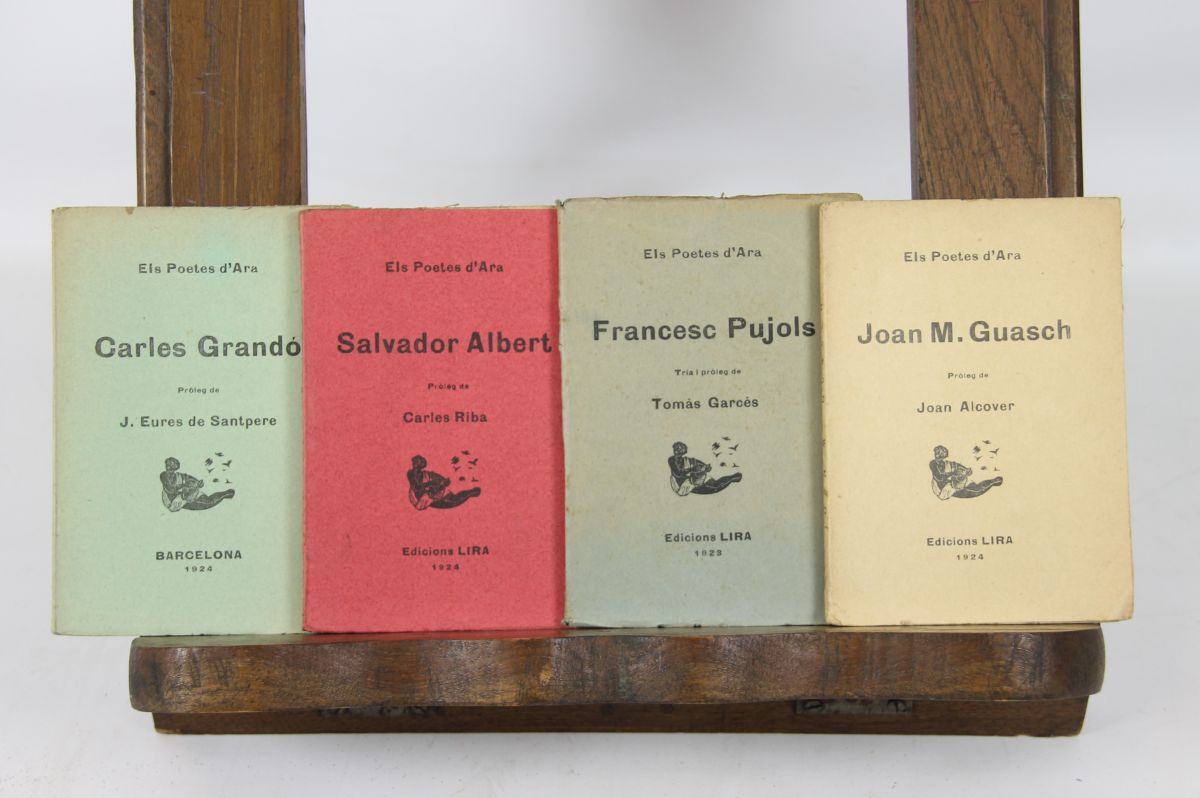 Els Poetes d'Ara
Carles Grandó
Pròleg de
J. Eures de Santpere
BARCELONA
1924
Els Poetes d'Ara
Salvador Albert
Pròleg de
Carles Riba
Edicions LIRA
1924
Els Poetes d'Ara
Francesc Pujols
Tria i pròleg de
Tomàs Garcés
Edicions LIRA
1923
Els Poetes d'Ara
Joan M. Guasch
Pròleg de
Joan Alcover
Edicions LIRA
1924